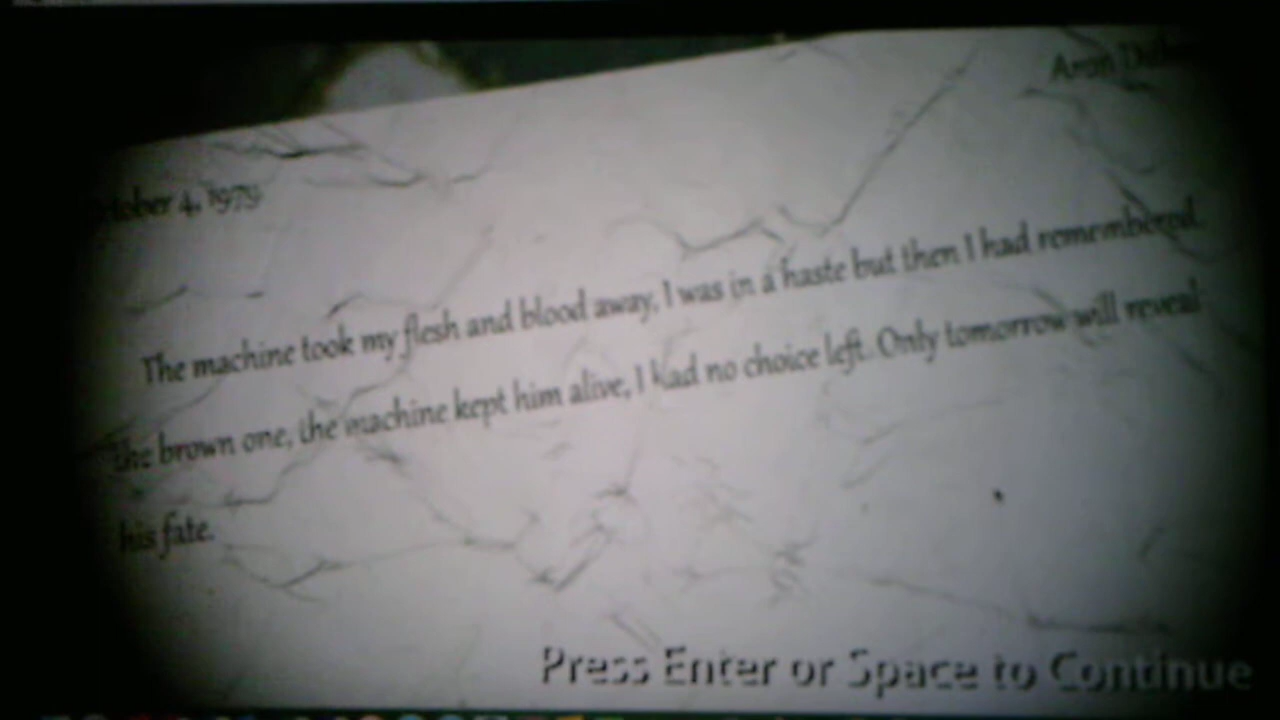 Aron
October 4, 1979
The machine took my flesh and blood away, I was in a haste but then I had remembered.
the brown one, the machine kept him alive, I had no choice left. Only tomorrow will reveal
his fate.
Press Enter or Space to Continue